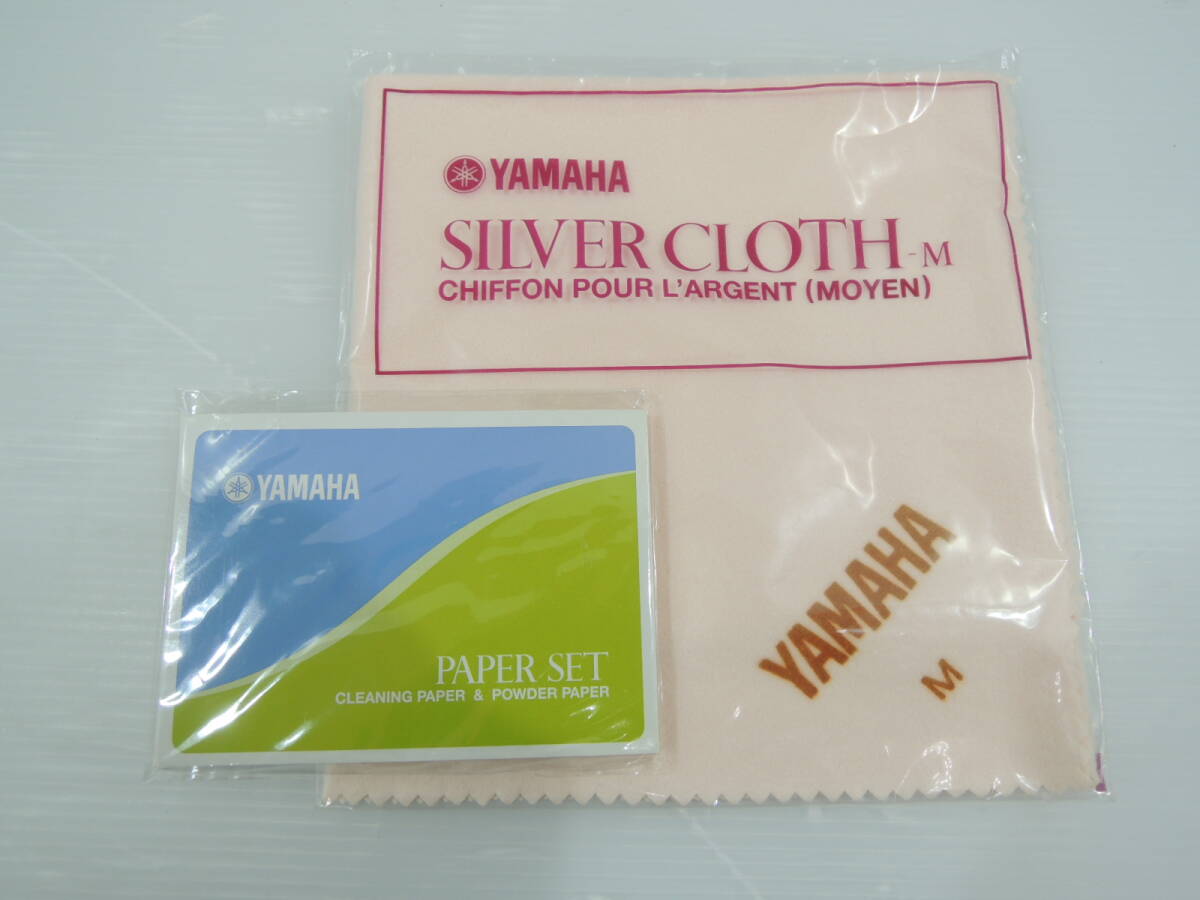 YAMAHA
SILVER CLOTH-M
CHIFFON POUR L'ARGENT (MOYEN)
YAMAHA
PAPER SET
CLEANING PAPER & POWDER PAPER
YAMAHA
M